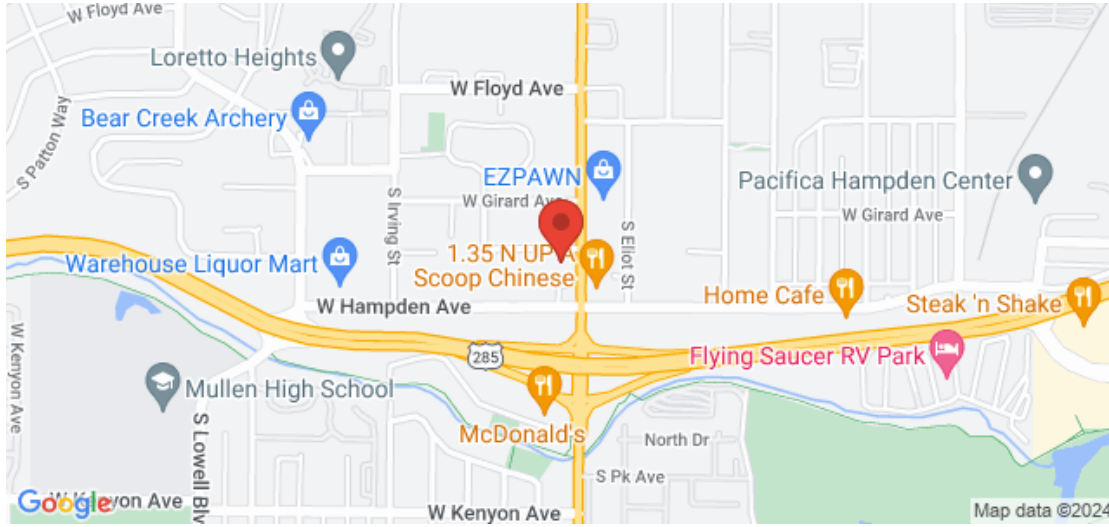 W Floyd Ave
W Floyd Ave
Loretto Heights
W Floyd Ave
Bear Creek Archery
S Patton Way
EZPAWN
Pacifica Hampden Center
W Girard Ave
W Girard Ave
S Irving St
S Eliot St
1.35 N UP A
Scoop Chinese
Warehouse Liquor Mart
W Hampden Ave
Home Cafe
Steak 'n Shake
285
Flying Saucer RV Park
W Kenyon Ave
Mullen High School
McDonald's
S Lowell Blv
North Dr
S Pk Ave
Google
W Kenyon Ave
W Kenyon Ave
Map data ©2024